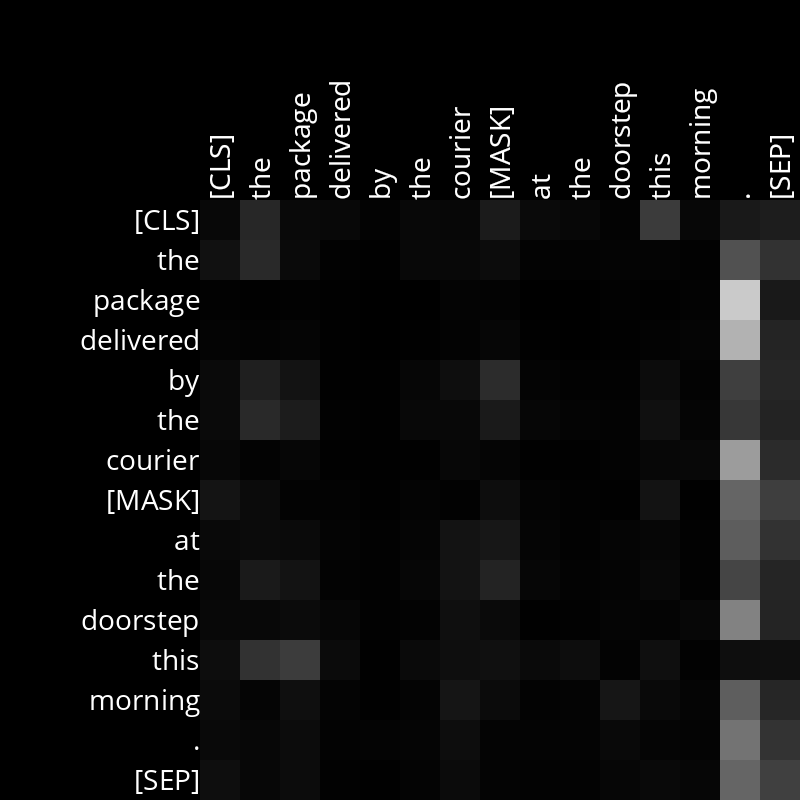 [CLS] the package delivered by the courier [MASK] at the doorstep this morning . [SEP]
[CLS]
the
package
delivered
by
the
courier
[MASK]
at
the
doorstep
this
morning
.
[SEP]